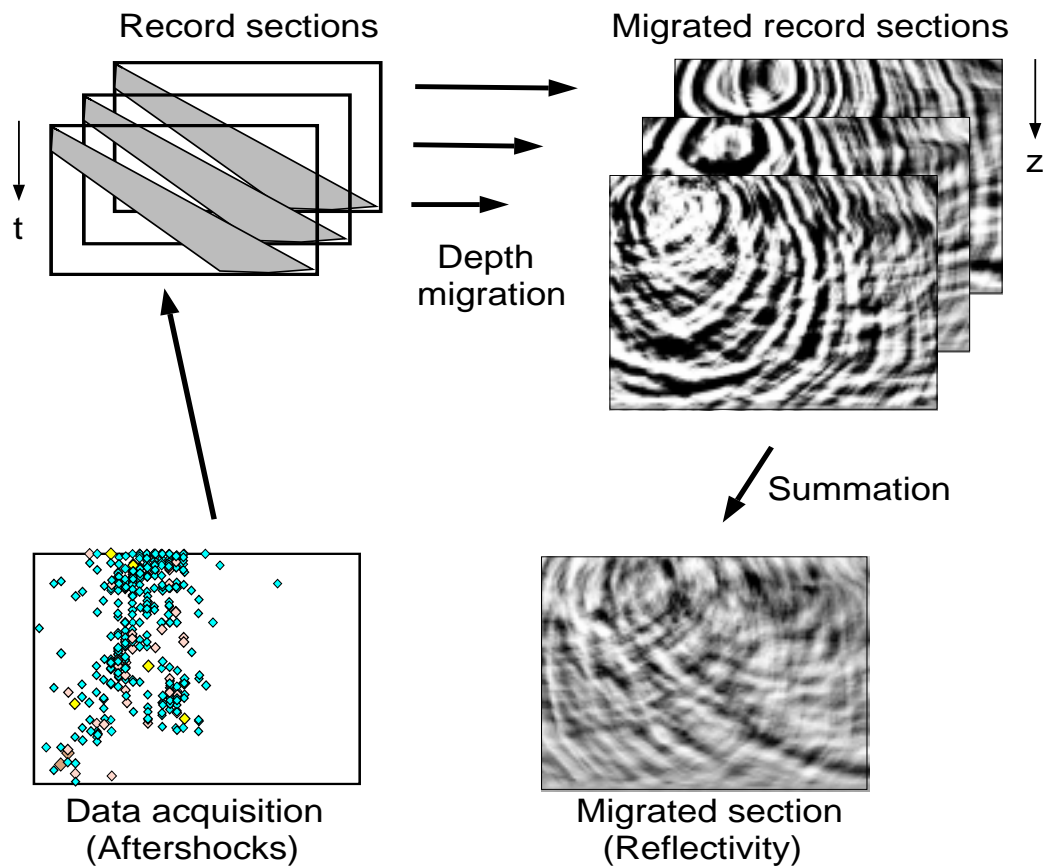 Record sections
Migrated record sections
t
z
Depth
migration
Summation
Data acquisition
(Aftershocks)
Migrated section
(Reflectivity)